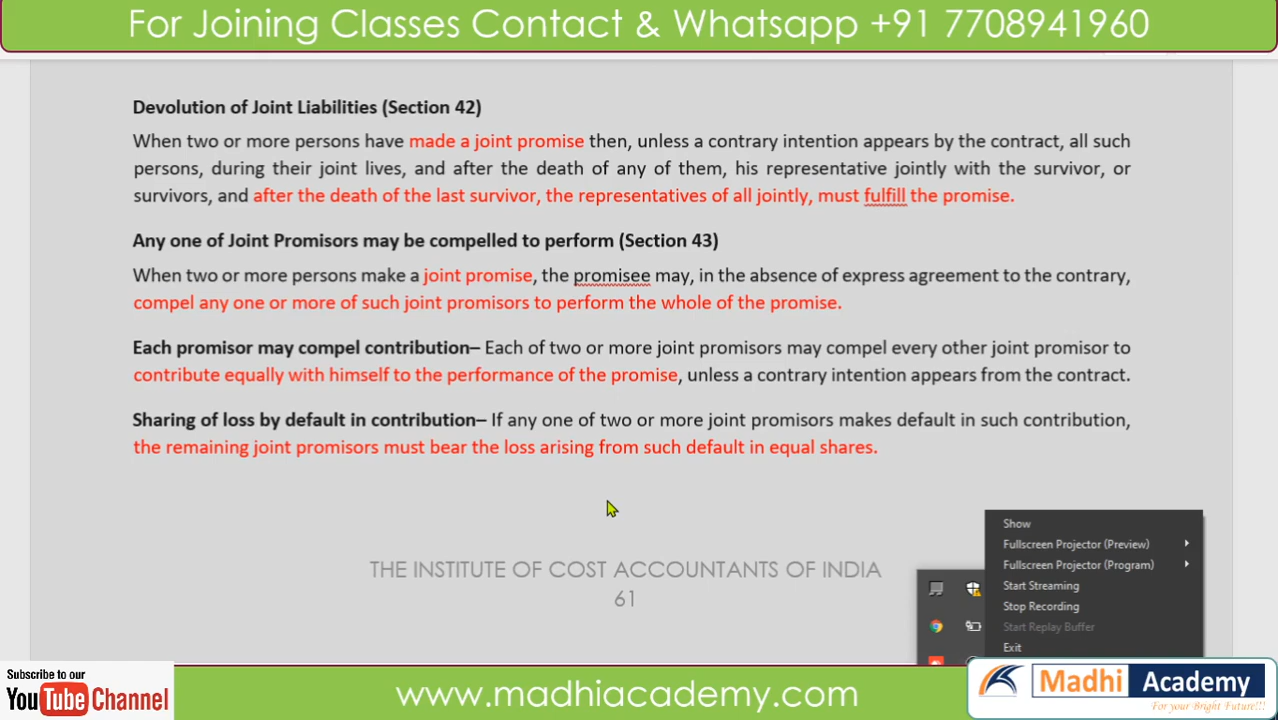 For Joining Classes Contact & Whatsapp +91 7708941960
Devolution of Joint Liabilities (Section 42)
When two or more persons have made a joint promise then, unless a contrary intention appears by the contract, all such
persons, during their joint lives, and after the death of any of them, his representative jointly with the survivor, or
survivors, and after the death of the last survivor, the representatives of all jointly, must fulfill the promise.
Any one of Joint Promisors may be compelled to perform (Section 43)
When two or more persons make a joint promise, the promisee may, in the absence of express agreement to the contrary,
compel any one or more of such joint promisors to perform the whole of the promise.
Each promisor may compel contribution– Each of two or more joint promisors may compel every other joint promisor to
contribute equally with himself to the performance of the promise, unless a contrary intention appears from the contract.
Sharing of loss by default in contribution– If any one of two or more joint promisors makes default in such contribution,
the remaining joint promisors must bear the loss arising from such default in equal shares.
THE INSTITUTE OF COST ACCOUNTANTS OF INDIA
61
Show
Fullscreen Projector (Preview)
Fullscreen Projector (Program)
Start Streaming
Stop Recording
Start Replay Buffer
Exit
Subscribe to our
YouTube Channel
www.madhiacademy.com
Madhi Academy
For your Bright Future!!!